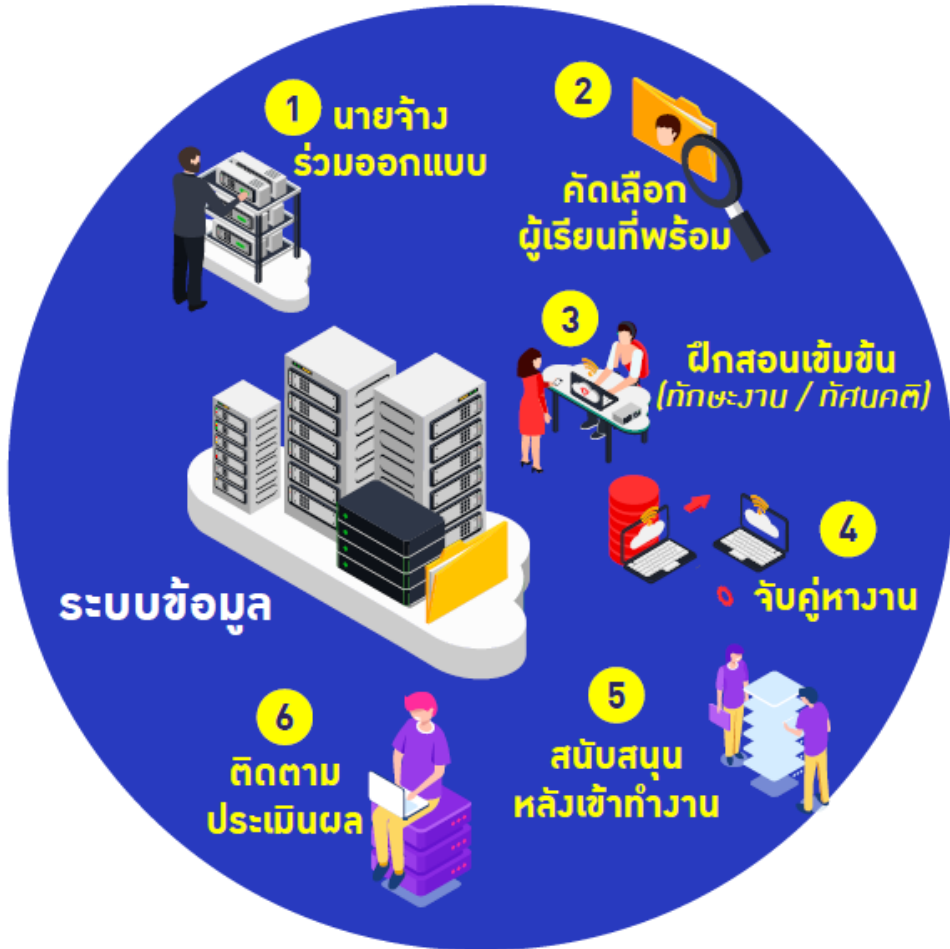 1 นายจ้าง
ร่วมออกแบบ
2
คัดเลือก
ผู้เรียนที่พร้อม
3
ฝึกสอนเข้มข้น
(ทักษะงาน / ทัศนคติ)
4
จับคู่หางาน
ระบบข้อมูล
5
สนับสนุน
หลังเข้าทำงาน
6
ติดตาม
ประเมินผล